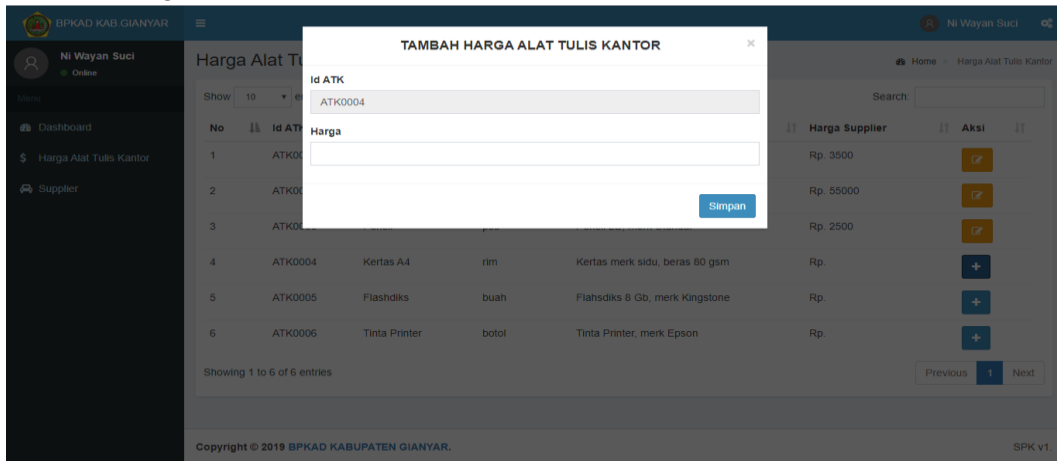 BPKAD KAB.GIANYAR
Ni Wayan Suci
Ni Wayan Suci
Online
Menu
Dashboard
$ Harga Alat Tulis Kantor
Supplier
Harga Alat Tu
Home
Harga Alat Tulis Kantor
TAMBAH HARGA ALAT TULIS KANTOR ×
Id ATK
ATK0004
Harga
Simpan
Show 10
Search:
No Id AT Harga Supplier Aksi
1 ATK00 Rp. 3500
2 ATK00 Rp. 55000
3 Rp. 2500
4 ATK0004 Kertas A4 rim Kertas merk sidu, beras 80 gsm Rp. +
5 ATK0005 Flashdiks buah Flahsdiks 8 Gb, merk Kingstone Rp. +
6 ATK0006 Tinta Printer botol Tinta Printer, merk Epson Rp. +
Showing 1 to 6 of 6 entries
Previous 1 Next
Copyright © 2019 BPKAD KABUPATEN GIANYAR.
SPK v1.